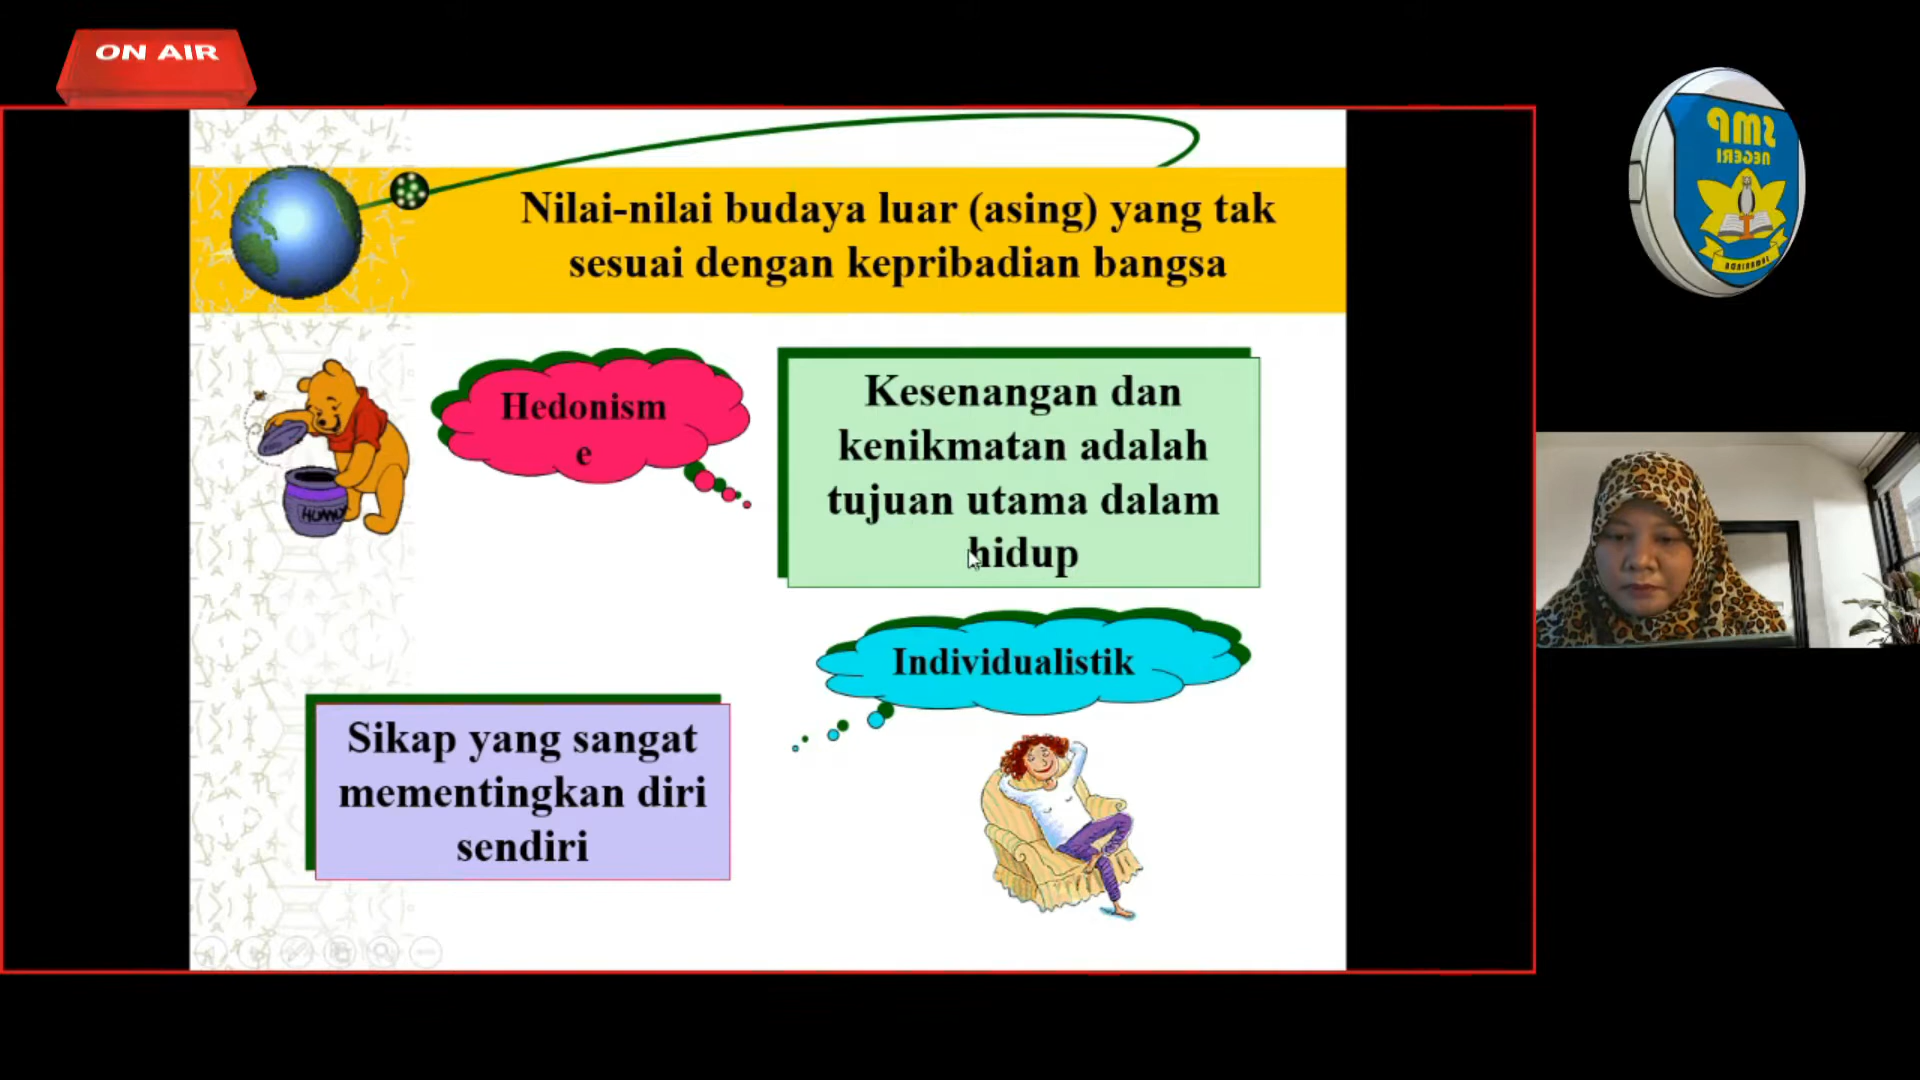 ON AIR
SMP
NEGERI
SAMARINDA
Nilai-nilai budaya luar (asing) yang tak
sesuai dengan kepribadian bangsa
Hedonism
e
Kesenangan dan
kenikmatan adalah
tujuan utama dalam
hidup
HUNNY
Individualistik
Sikap yang sangat
mementingkan diri
sendiri